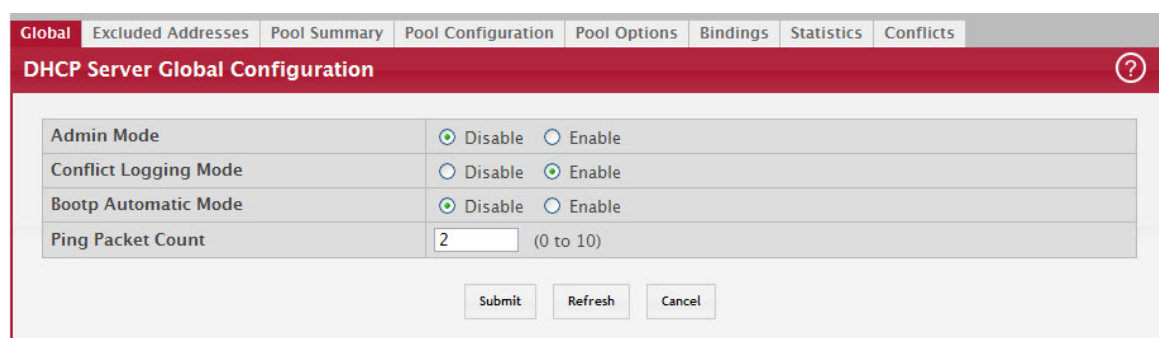 Global Excluded Addresses Pool Summary Pool Configuration Pool Options Bindings Statistics Conflicts
DHCP Server Global Configuration ?
Admin Mode Disable Enable
Conflict Logging Mode Disable Enable
Bootp Automatic Mode Disable Enable
Ping Packet Count 2 (0 to 10)
Submit Refresh Cancel